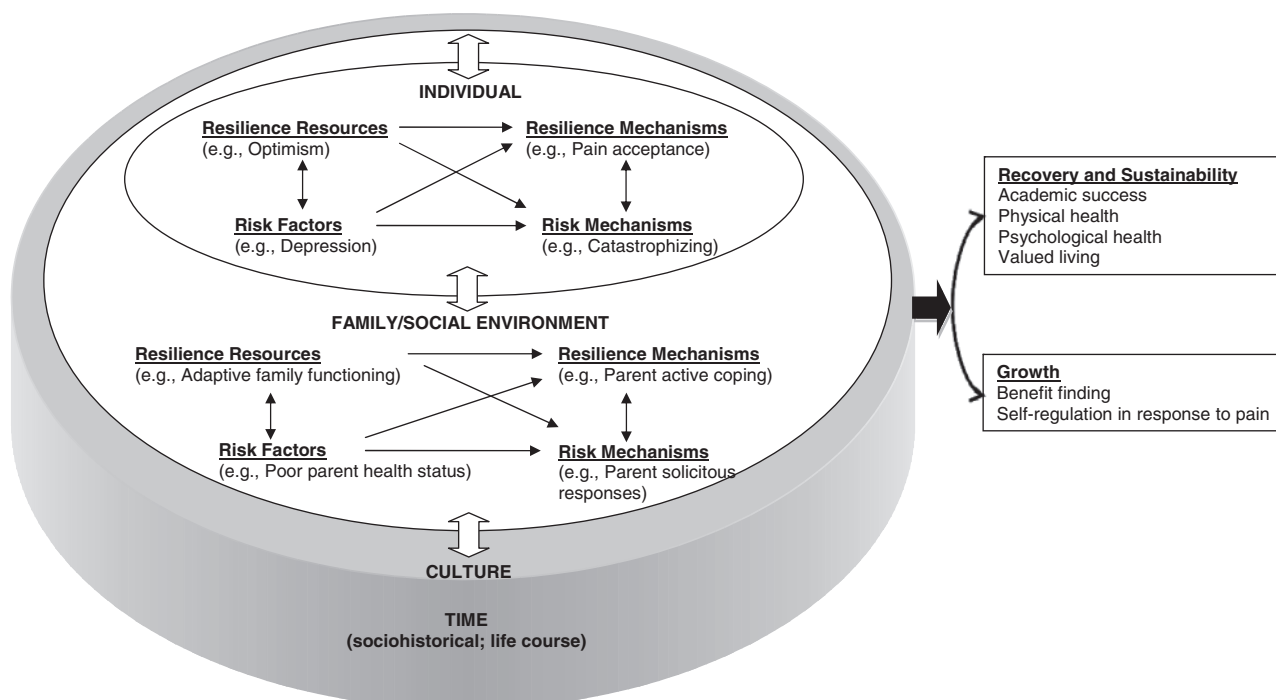 INDIVIDUAL
Resilience Resources
(e.g., Optimism)
Resilience Mechanisms
(e.g., Pain acceptance)
Risk Factors
(e.g., Depression)
Risk Mechanisms
(e.g., Catastrophizing)
FAMILY/SOCIAL ENVIRONMENT
Resilience Resources
(e.g., Adaptive family functioning)
Resilience Mechanisms
(e.g., Parent active coping)
Risk Factors
(e.g., Poor parent health status)
Risk Mechanisms
(e.g., Parent solicitous
responses)
CULTURE
TIME
(sociohistorical; life course)
Recovery and Sustainability
Academic success
Physical health
Psychological health
Valued living
Growth
Benefit finding
Self-regulation in response to pain